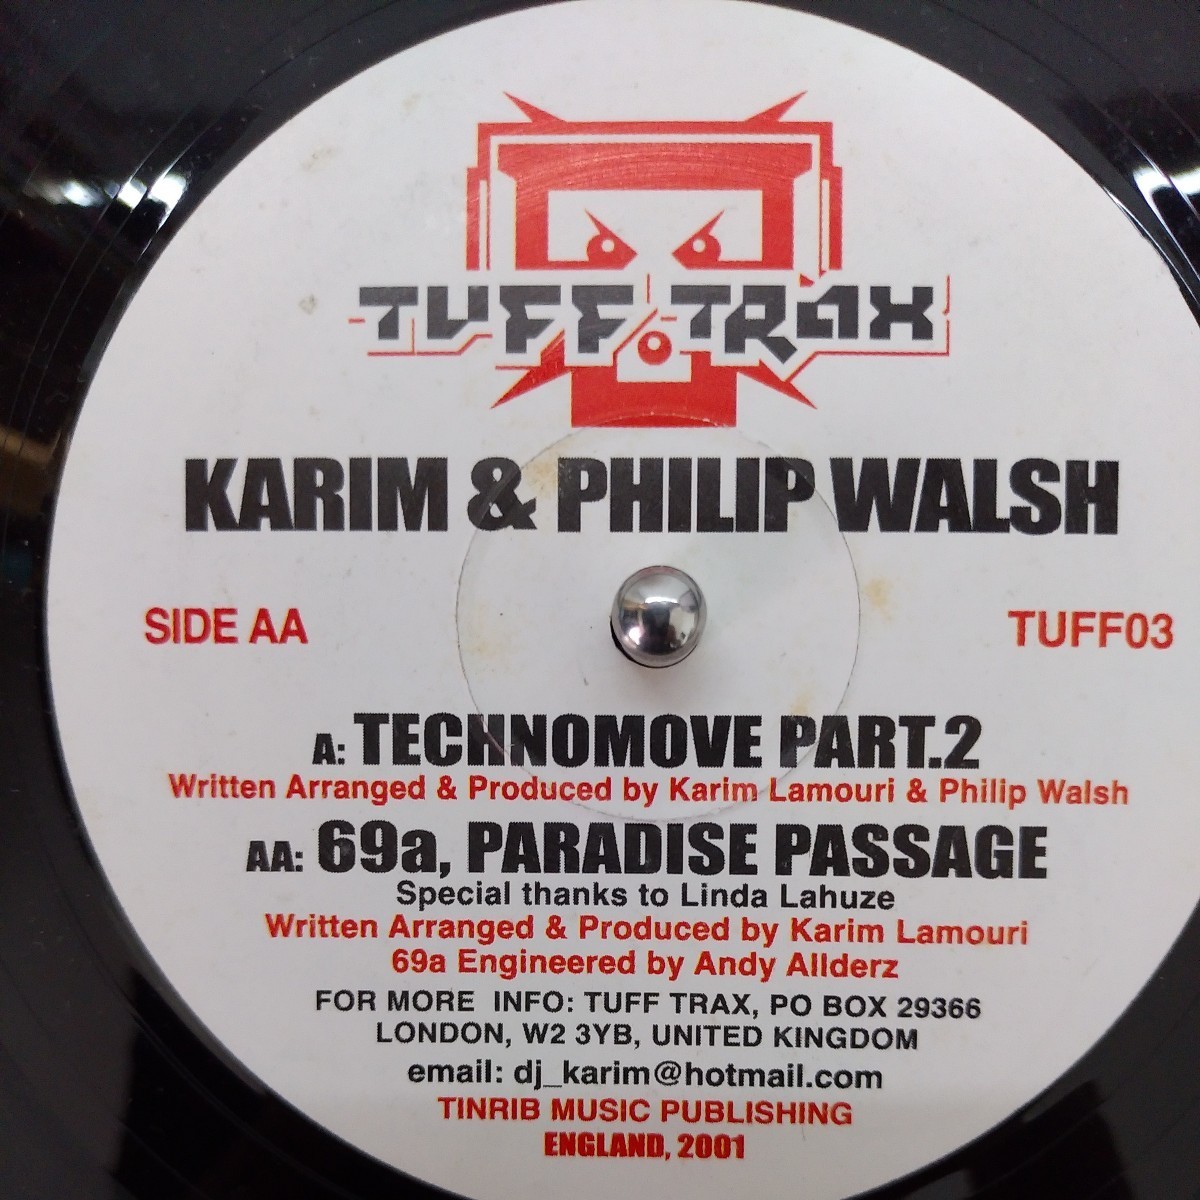 TUFF TRAX
KARIM & PHILIP WALSH
SIDE AA
TUFF03
A: TECHNOMOVE PART.2
Written Arranged & Produced by Karim Lamouri & Philip Walsh
AA: 69a, PARADISE PASSAGE
Special thanks to Linda Lahuze
Written Arranged & Produced by Karim Lamouri
69a Engineered by Andy Allderz
FOR MORE INFO: TUFF TRAX, PO BOX 29366
LONDON, W2 3YB, UNITED KINGDOM
email: dj_karim@hotmail.com
TINRIB MUSIC PUBLISHING
ENGLAND, 2001